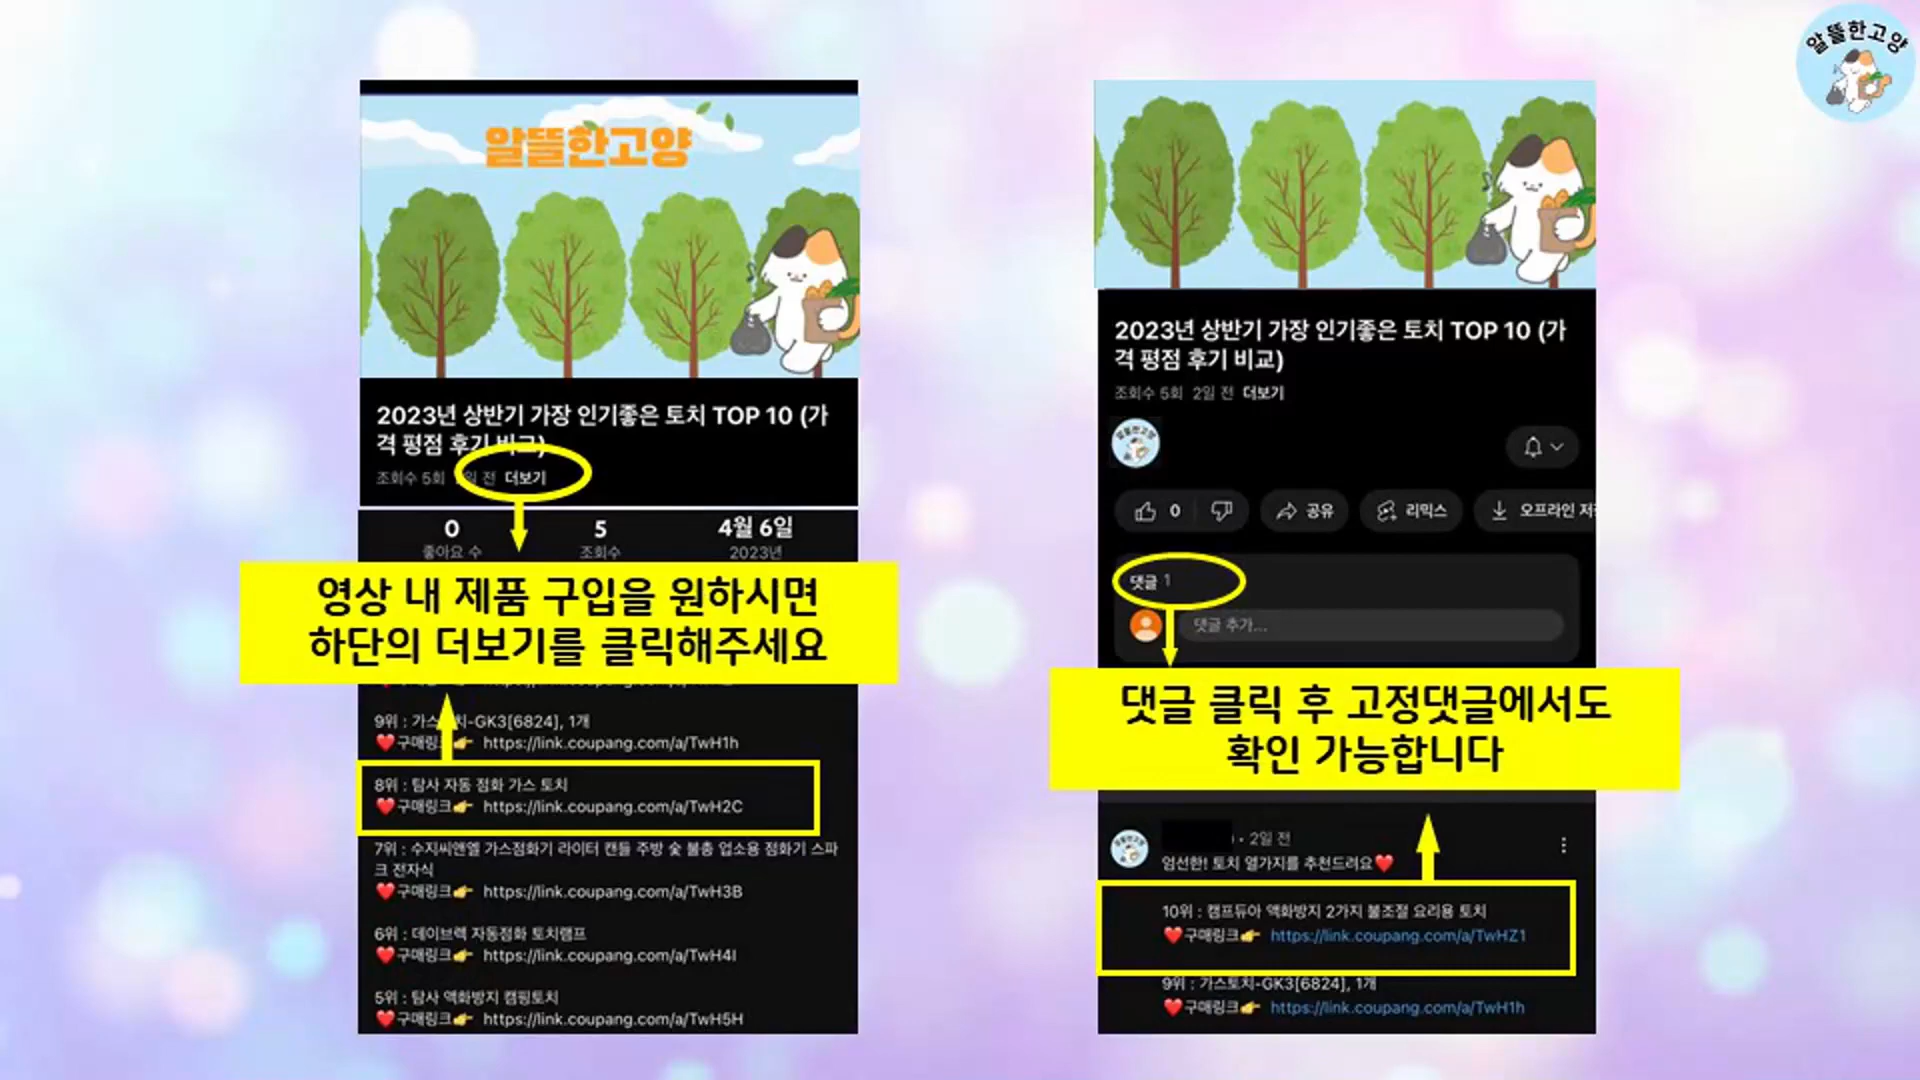 알뜰한고양
알뜰한고양
2023년 상반기 가장 인기좋은 토치 TOP 10 (가
격 평점 후기 비교)
조회수 5회 2일 전 더보기
0 5 4월 6일
좋아요 수 조회수 2023년
영상 내 제품 구입을 원하시면
하단의 더보기를 클릭해주세요
9위 : 가스토치-GK3[6824], 1개
❤️구매링크👉 https://link.coupang.com/a/TwH1h
8위 : 탐사 자동 점화 가스 토치
❤️구매링크👉 https://link.coupang.com/a/TwH2C
7위 : 수지씨앤엘 가스점화기 라이터 캔들 주방 숯 불총 업소용 점화기 스파
크 전자식
❤️구매링크👉 https://link.coupang.com/a/TwH3B
6위 : 데이브렉 자동점화 토치램프
❤️구매링크👉 https://link.coupang.com/a/TwH4I
5위 : 탐사 액화방지 캠핑토치
❤️구매링크👉 https://link.coupang.com/a/TwH5H
2023년 상반기 가장 인기좋은 토치 TOP 10 (가
격 평점 후기 비교)
조회수 5회 2일 전 더보기
알뜰한고양
0 공유 리믹스 오프라인 저
댓글 1
댓글 추가...
댓글 클릭 후 고정댓글에서도
확인 가능합니다
알뜰한고양
• 2일 전
엄선한! 토치 열가지를 추천드려요❤️
10위 : 캠프듀아 액화방지 2가지 불조절 요리용 토치
❤️구매링크👉 https://link.coupang.com/a/TwHZ1
9위 : 가스토치-GK3[6824], 1개
❤️구매링크👉 https://link.coupang.com/a/TwH1h